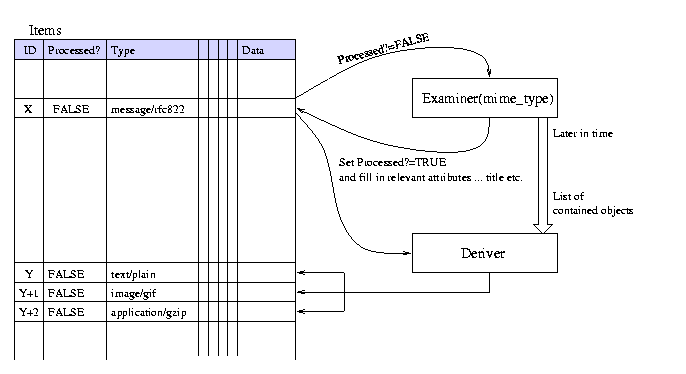 Items
ID Processed? Type Data
X FALSE message/rfc822
Y FALSE text/plain
Y+1 FALSE image/gif
Y+2 FALSE application/gzip
Processed?=FALSE
Examiner(mime_type)
Later in time
Set Processed?=TRUE
and fill in relevant attributes ... title etc.
List of
contained objects
Deriver